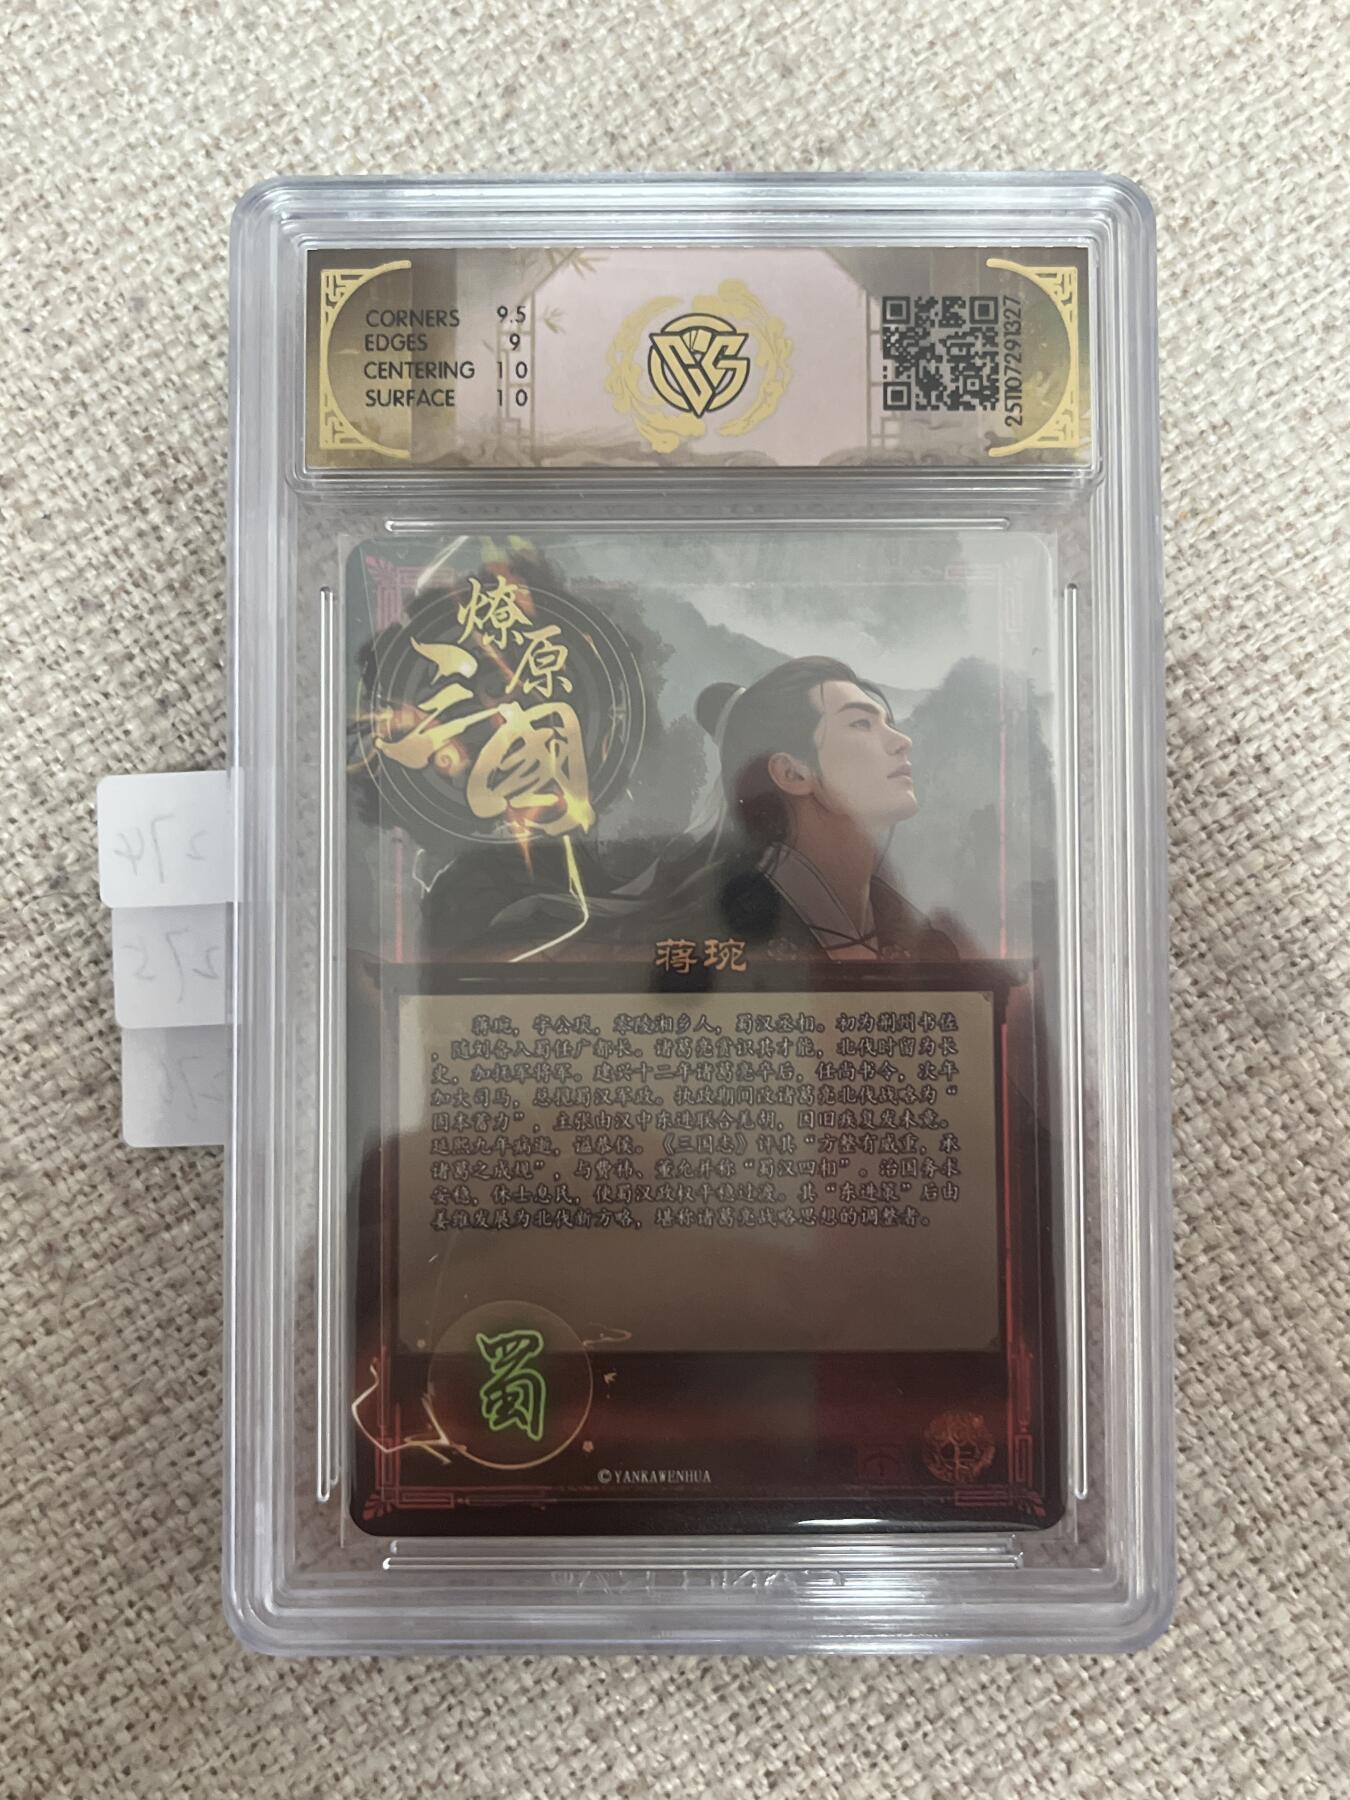 CORNERS 9.5
EDGES 9
CENTERING 10
SURFACE 10
CCS
25110729132​7
燎原
三國
蒋琬
蒋琬，字公琰，零陵湘乡人，蜀汉丞相。初为荆州书佐
，随刘备入蜀任广都长。诸葛亮赏识其才能，北伐时留为长
史，加抚军将军。建兴十二年诸葛亮卒后，任尚书令，次年
加大司马，总揽蜀汉军政。执政期间改诸葛亮北伐战略为“
固本蓄力”，主张由汉中东进联合羌胡，因旧疾复发未竟。
延熙九年病逝，谥恭侯。《三国志》评其“方整有威重，承
诸葛之成规”，与费祎、董允并称“蜀汉四相”。治国务求
安稳，休士息民，使蜀汉政权平稳过渡。其“东进策”后由
姜维发展为北伐新方略，堪称诸葛亮战略思想的调整者。
蜀
©YANKAWENHUA
274
275